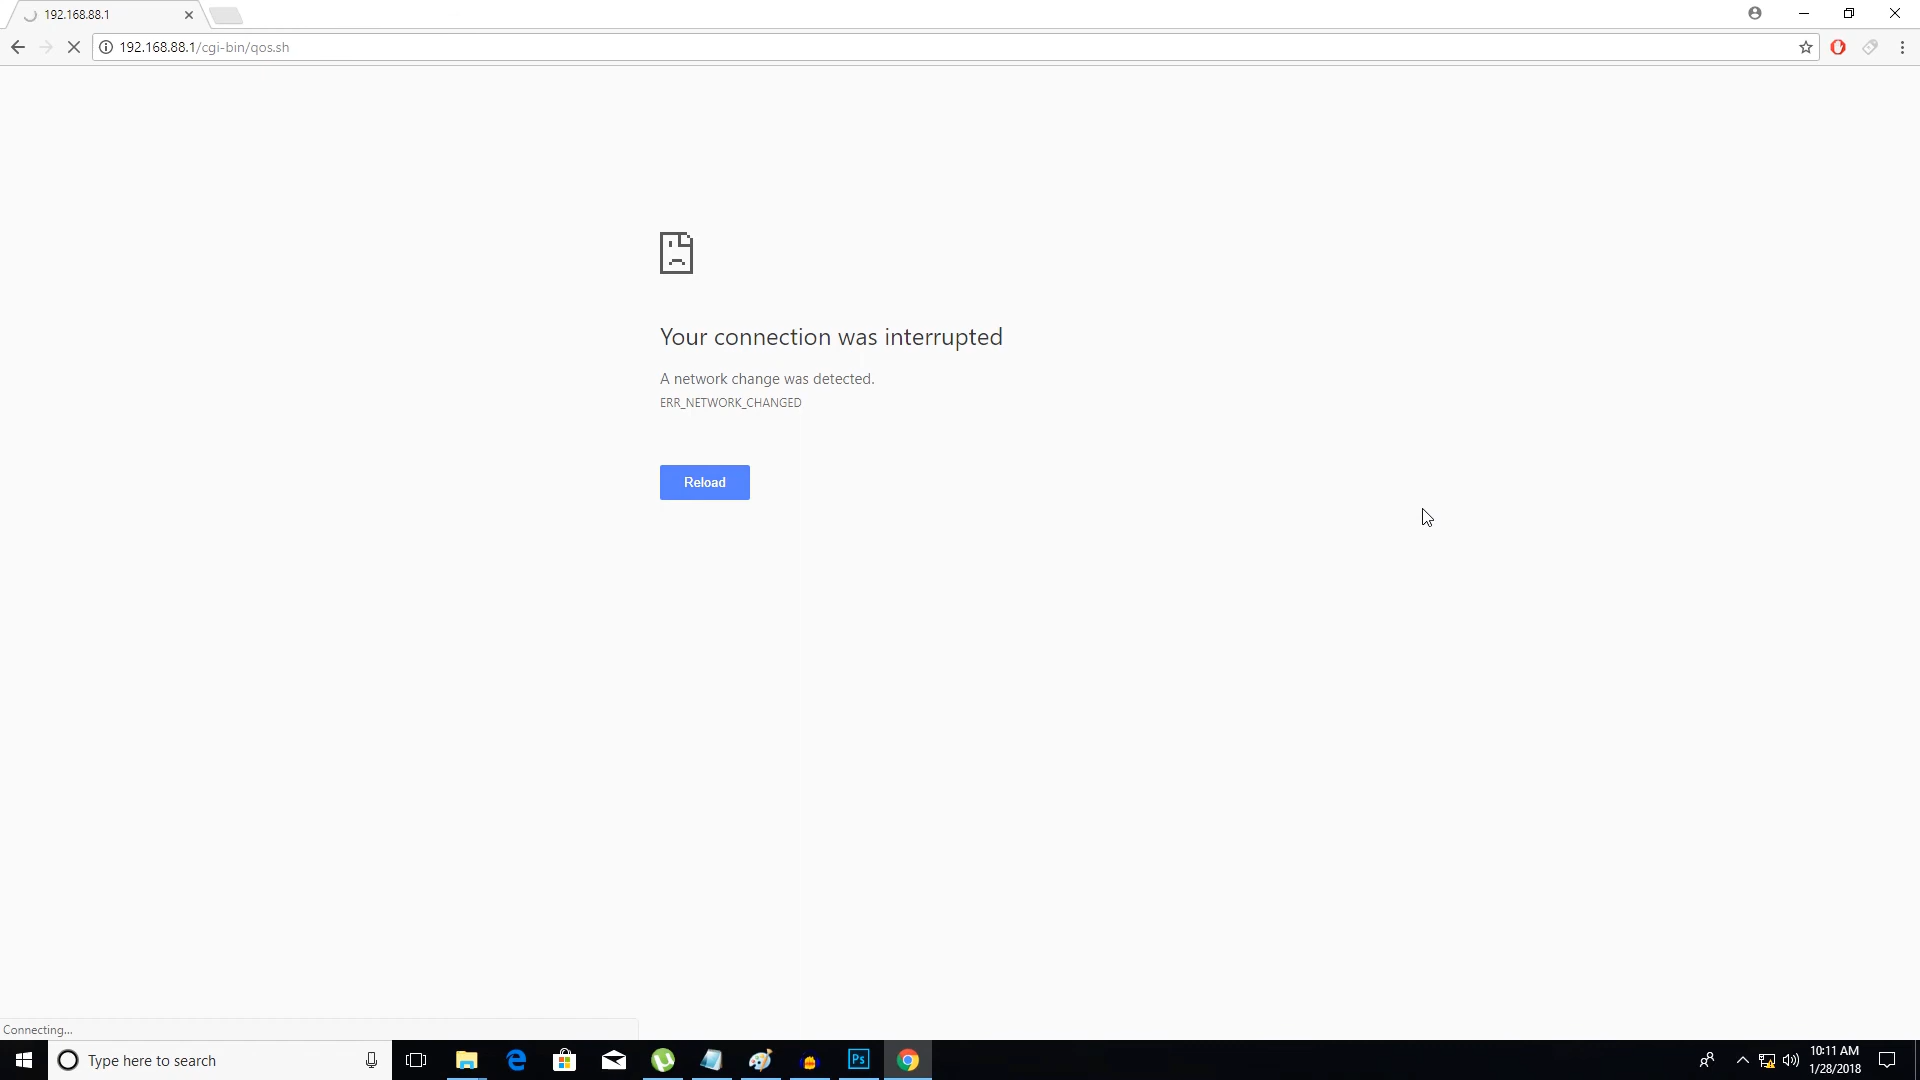 192.168.88.1
192.168.88.1/cgi-bin/qos.sh
Your connection was interrupted
A network change was detected.
ERR_NETWORK_CHANGED
Reload
Connecting...
Type here to search
Ps
10:11 AM
1/28/2018